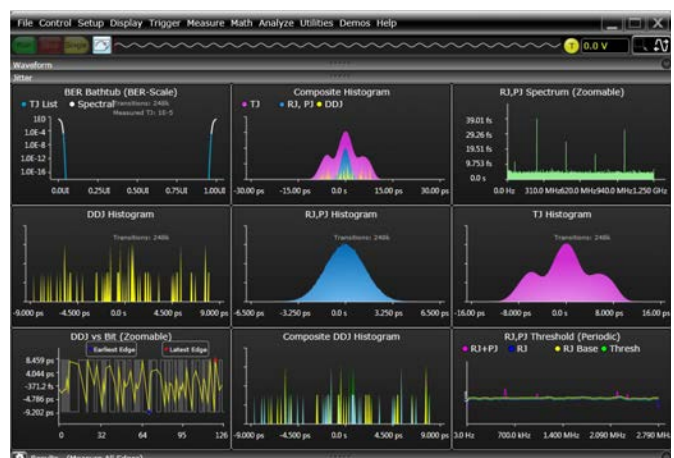 File Control Setup Display Trigger Measure Math Analyze Utilities Demos Help
Run Stop Single T 0.0 V
Waveform
Jitter
BER Bathtub (BER-Scale)
TJ List Spectral Transitions: 246k
Measured TJ: 1E-5
1E0
1.0E-4
1.0E-8
1.0E-12
1.0E-16
0.0UI 0.25UI 0.50UI 0.75UI 1.00UI
Composite Histogram
TJ RJ, PJ DDJ
-30.00 ps -15.00 ps 0.0 s 15.00 ps 30.00 ps
RJ,PJ Spectrum (Zoomable)
39.01 fs
29.26 fs
19.51 fs
9.753 fs
0.0 s
0.0 Hz 310.0 MHz 620.0 MHz 940.0 MHz 1.250 GHz
DDJ Histogram
Transitions: 246k
-9.000 ps -4.500 ps 0.0 s 4.500 ps 9.000 ps
RJ,PJ Histogram
Transitions: 246k
-6.500 ps -3.250 ps 0.0 s 3.250 ps 6.500 ps
TJ Histogram
Transitions: 246k
-16.00 ps -8.000 ps 0.0 s 8.000 ps 16.00 ps
DDJ vs Bit (Zoomable)
Earliest Edge Latest Edge
8.459 ps
4.044 ps
-371.2 fs
-4.786 ps
-9.202 ps
0 32 64 95 126
Composite DDJ Histogram
-9.000 ps -4.500 ps 0.0 s 4.500 ps 9.000 ps
RJ,PJ Threshold (Periodic)
RJ+PJ RJ RJ Base Thresh
3.0 Hz 700.0 kHz 1.400 MHz 2.090 MHz 2.790 MHz
Results (Measure All Edges)